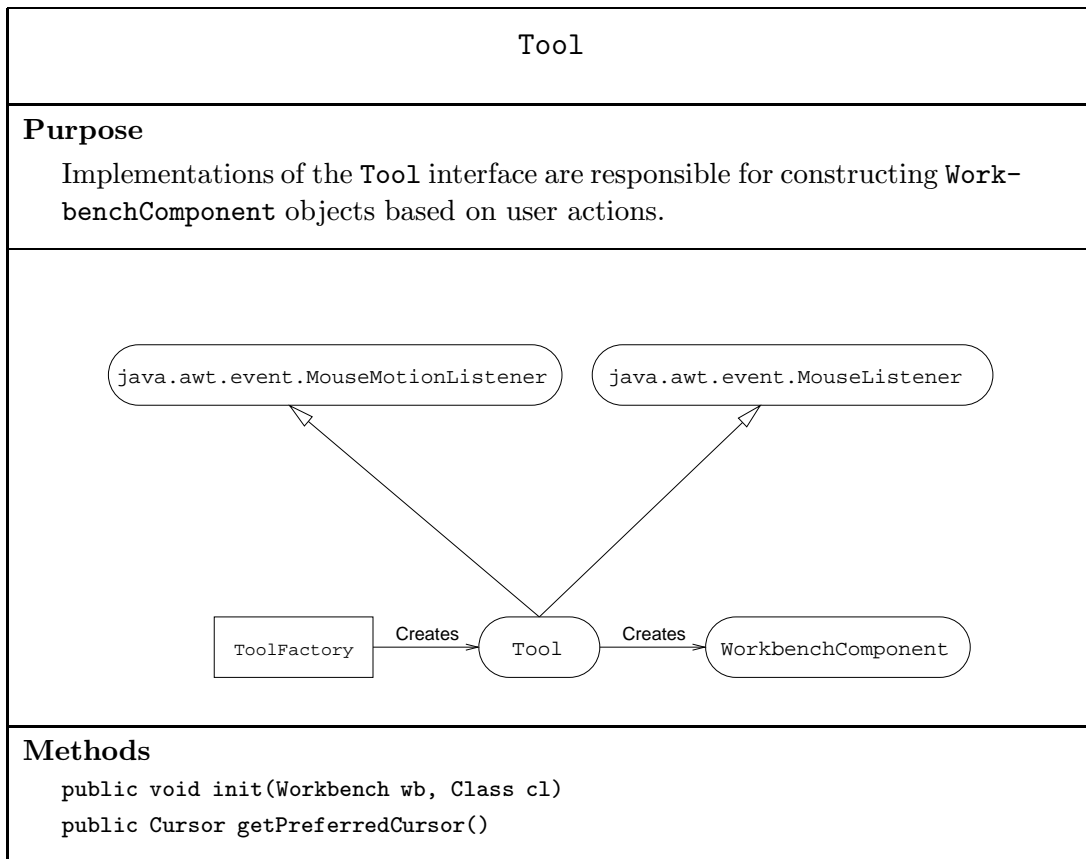 Tool
Purpose
Implementations of the Tool interface are responsible for constructing Work-
benchComponent objects based on user actions.
java.awt.event.MouseMotionListener
java.awt.event.MouseListener
ToolFactory
Creates
Tool
Creates
WorkbenchComponent
Methods
public void init(Workbench wb, Class cl)
public Cursor getPreferredCursor()